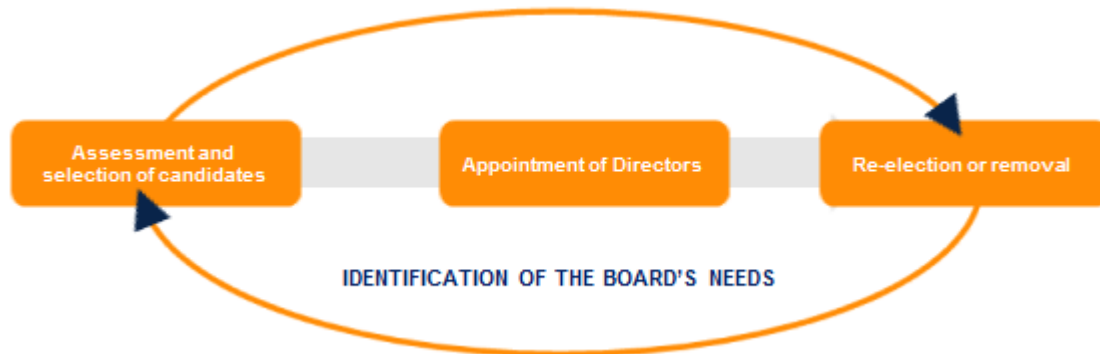 Assessment and
selection of candidates
Appointment of Directors
Re-election or removal
IDENTIFICATION OF THE BOARD'S NEEDS